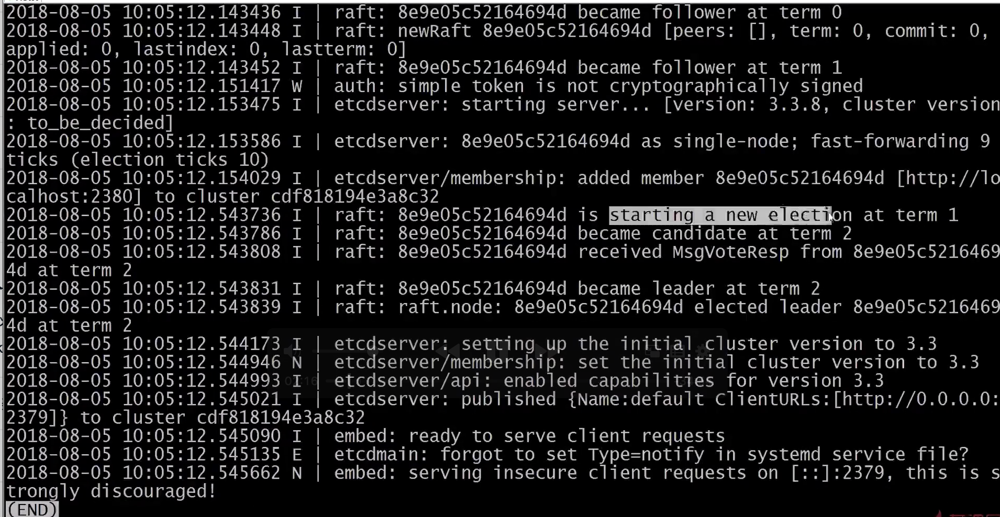 2018-08-05 10:05:12.143436 I | raft: 8e9e05c52164694d became follower at term 0
2018-08-05 10:05:12.143448 I | raft: newRaft 8e9e05c52164694d [peers: [], term: 0, commit: 0,
applied: 0, lastindex: 0, lastterm: 0]
2018-08-05 10:05:12.143452 I | raft: 8e9e05c52164694d became follower at term 1
2018-08-05 10:05:12.151417 W | auth: simple token is not cryptographically signed
2018-08-05 10:05:12.153475 I | etcdserver: starting server... [version: 3.3.8, cluster version
: to_be_decided]
2018-08-05 10:05:12.153586 I | etcdserver: 8e9e05c52164694d as single-node; fast-forwarding 9
ticks (election ticks 10)
2018-08-05 10:05:12.154029 I | etcdserver/membership: added member 8e9e05c52164694d [http://lo
calhost:2380] to cluster cdf818194e3a8c32
2018-08-05 10:05:12.543736 I | raft: 8e9e05c52164694d is starting a new election at term 1
2018-08-05 10:05:12.543786 I | raft: 8e9e05c52164694d became candidate at term 2
2018-08-05 10:05:12.543808 I | raft: 8e9e05c52164694d received MsgVoteResp from 8e9e05c5216469
4d at term 2
2018-08-05 10:05:12.543831 I | raft: 8e9e05c52164694d became leader at term 2
2018-08-05 10:05:12.543839 I | raft: raft.node: 8e9e05c52164694d elected leader 8e9e05c5216469
4d at term 2
2018-08-05 10:05:12.544173 I | etcdserver: setting up the initial cluster version to 3.3
2018-08-05 10:05:12.544946 N | etcdserver/membership: set the initial cluster version to 3.3
2018-08-05 10:05:12.544993 I | etcdserver/api: enabled capabilities for version 3.3
02:16
2018-08-05 10:05:12.545021 I | etcdserver: published {Name:default ClientURLs:[http://0.0.0.0:
2379]} to cluster cdf818194e3a8c32
2018-08-05 10:05:12.545090 I | embed: ready to serve client requests
2018-08-05 10:05:12.545135 E | etcdmain: forgot to set Type=notify in systemd service file?
2018-08-05 10:05:12.545662 N | embed: serving insecure client requests on [::]:2379, this is s
trongly discouraged!
(END)